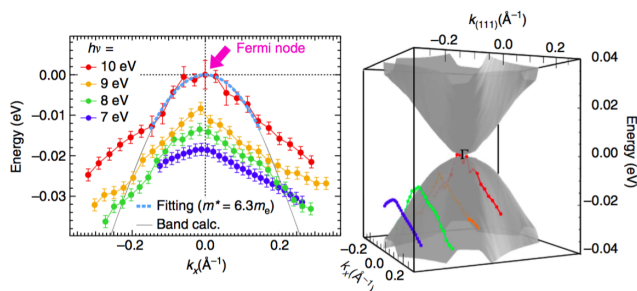 hν =
10 eV
9 eV
8 eV
7 eV
Fermi node
Energy (eV)
0.00
−0.01
−0.02
−0.03
Fitting (m* = 6.3mₑ)
Band calc.
−0.2
0.0
0.2
kₓ(Å⁻¹)
k₍₁₁₁₎(Å⁻¹)
−0.2
0.0
0.2
0.04
0.02
0.00
−0.02
−0.04
Energy (eV)
Γ
−0.2
0.0
0.2
kₓ(Å⁻¹)